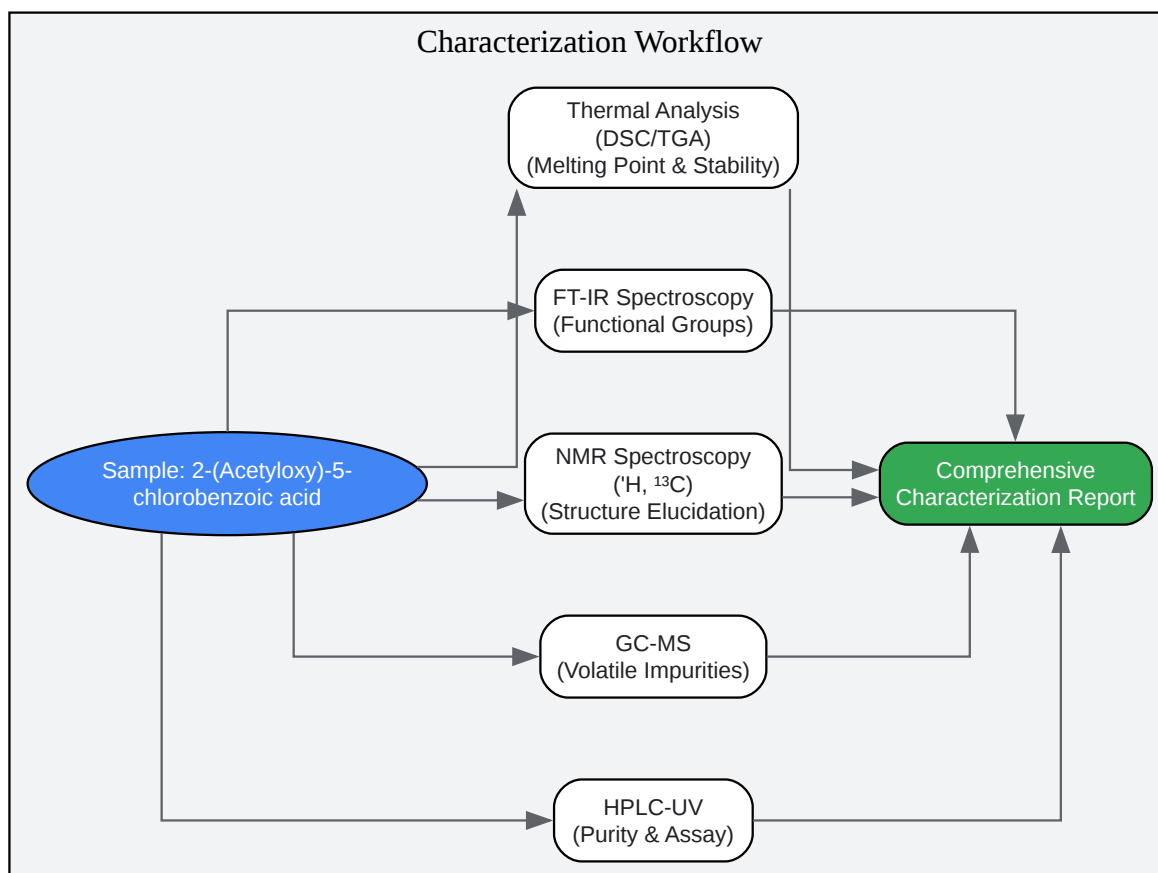 Characterization Workflow
Thermal Analysis
(DSC/TGA)
(Melting Point & Stability)
FT-IR Spectroscopy
(Functional Groups)
Sample: 2-(Acetyloxy)-5-
chlorobenzoic acid
NMR Spectroscopy
('H, ¹³C)
(Structure Elucidation)
Comprehensive
Characterization Report
GC-MS
(Volatile Impurities)
HPLC-UV
(Purity & Assay)